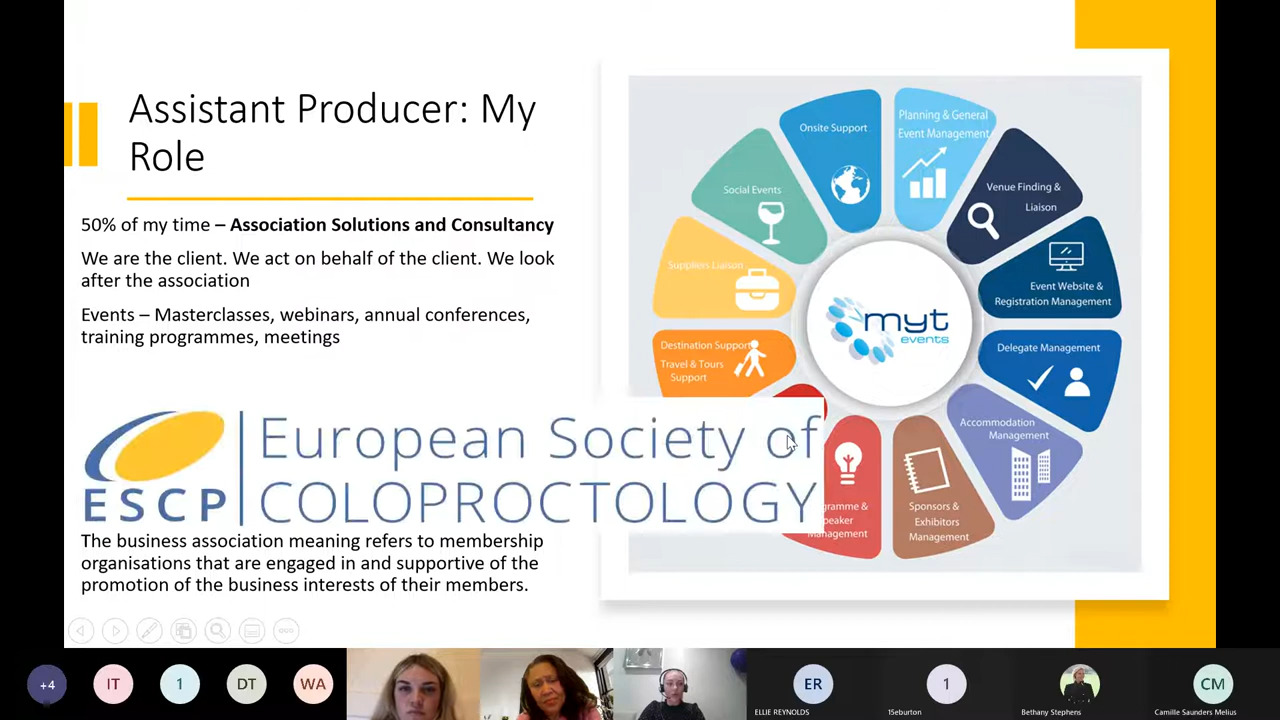 Assistant Producer: My
Role
50% of my time – Association Solutions and Consultancy
We are the client. We act on behalf of the client. We look
after the association
Events – Masterclasses, webinars, annual conferences,
training programmes, meetings
ESCP
European Society of
COLOPROCTOLOGY
The business association meaning refers to membership
organisations that are engaged in and supportive of the
promotion of the business interests of their members.
Onsite Support
Planning & General
Event Management
Venue Finding &
Liaison
Event Website &
Registration Management
Delegate Management
Accommodation
Management
Sponsors &
Exhibitors
Management
Destination Support
Travel & Tours
Support
Suppliers Liaison
Social Events
myt
events
+4
IT
1
DT
WA
ER
ELLIE REYNOLDS
1
1Seburton
Bethany Stephens
CM
Camille Saunders Melius